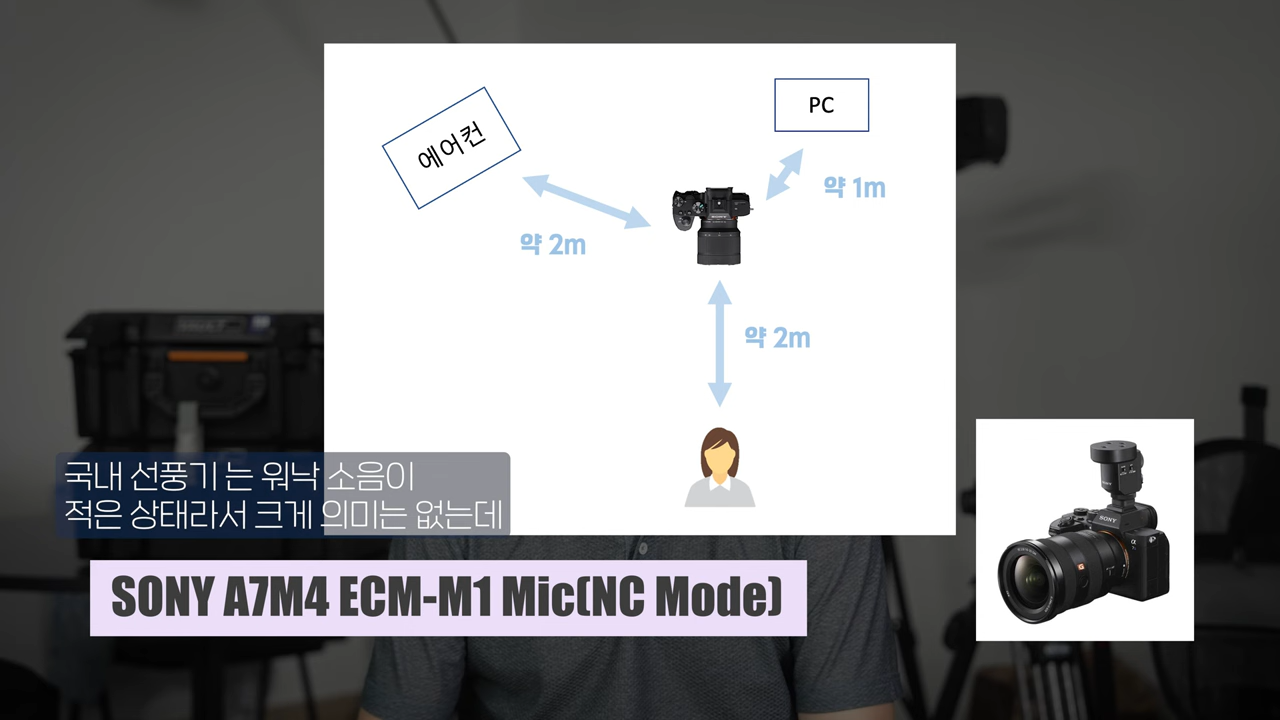 에어컨
PC
약 1m
약 2m
약 2m
국내 선풍기 는 워낙 소음이
적은 상태라서 크게 의미는 없는데
SONY A7M4 ECM-M1 Mic(NC Mode)
SONY